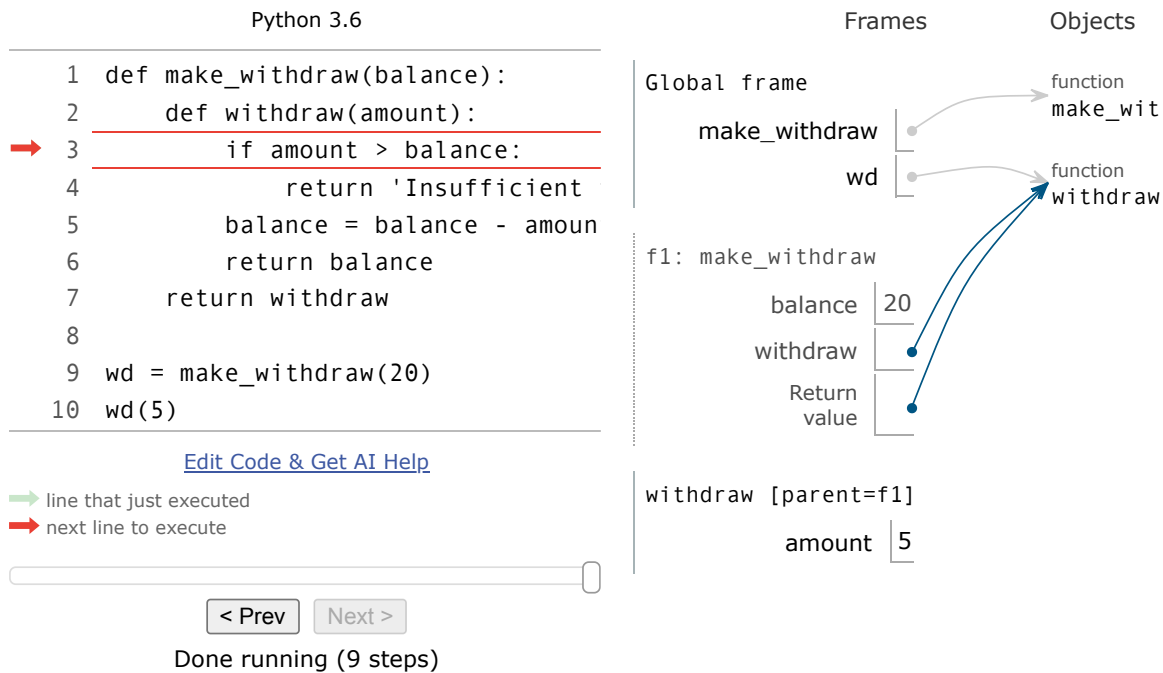 Python 3.6
1 def make_withdraw(balance):
2     def withdraw(amount):
3         if amount > balance:
4             return 'Insufficient
5         balance = balance - amoun
6         return balance
7     return withdraw
8
9 wd = make_withdraw(20)
10 wd(5)
Edit Code & Get AI Help
line that just executed
next line to execute
< Prev Next >
Done running (9 steps)
Frames Objects
Global frame
make_withdraw
wd
function
make_wit
function
withdraw
f1: make_withdraw
balance 20
withdraw
Return
value
withdraw [parent=f1]
amount 5